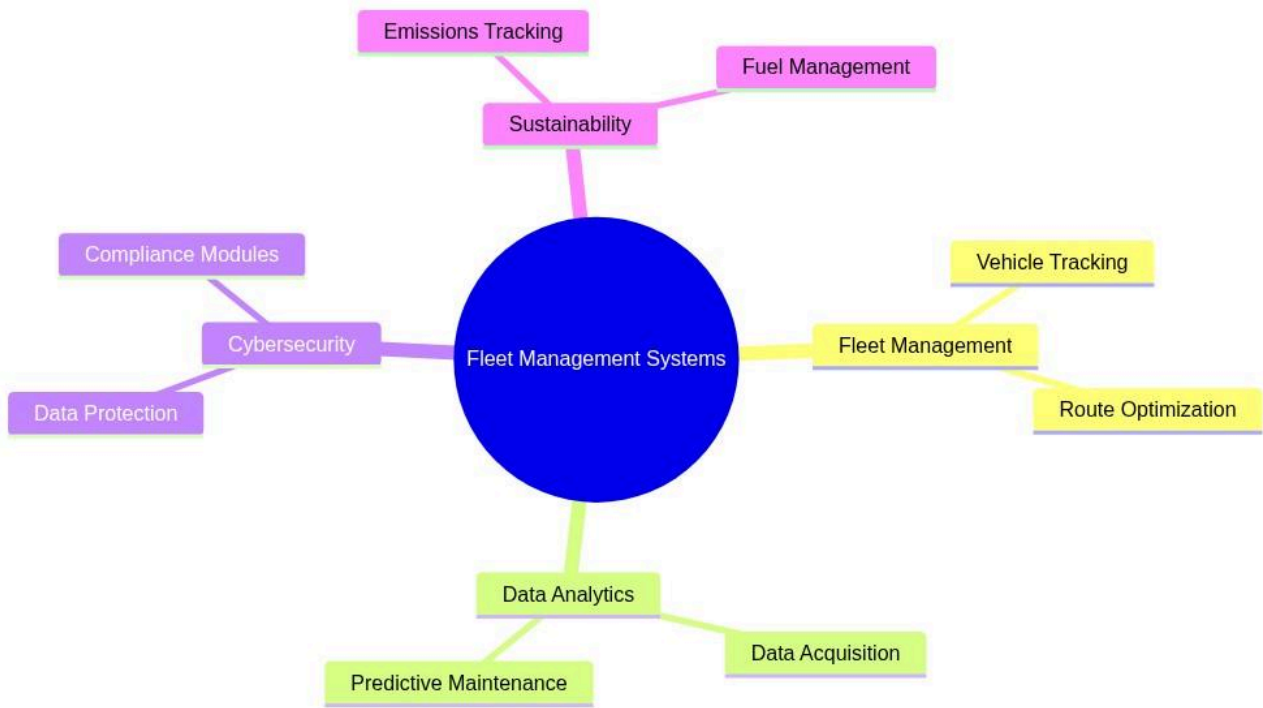 Emissions Tracking
Fuel Management
Sustainability
Compliance Modules
Vehicle Tracking
Cybersecurity
Fleet Management Systems
Fleet Management
Data Protection
Route Optimization
Data Analytics
Data Acquisition
Predictive Maintenance